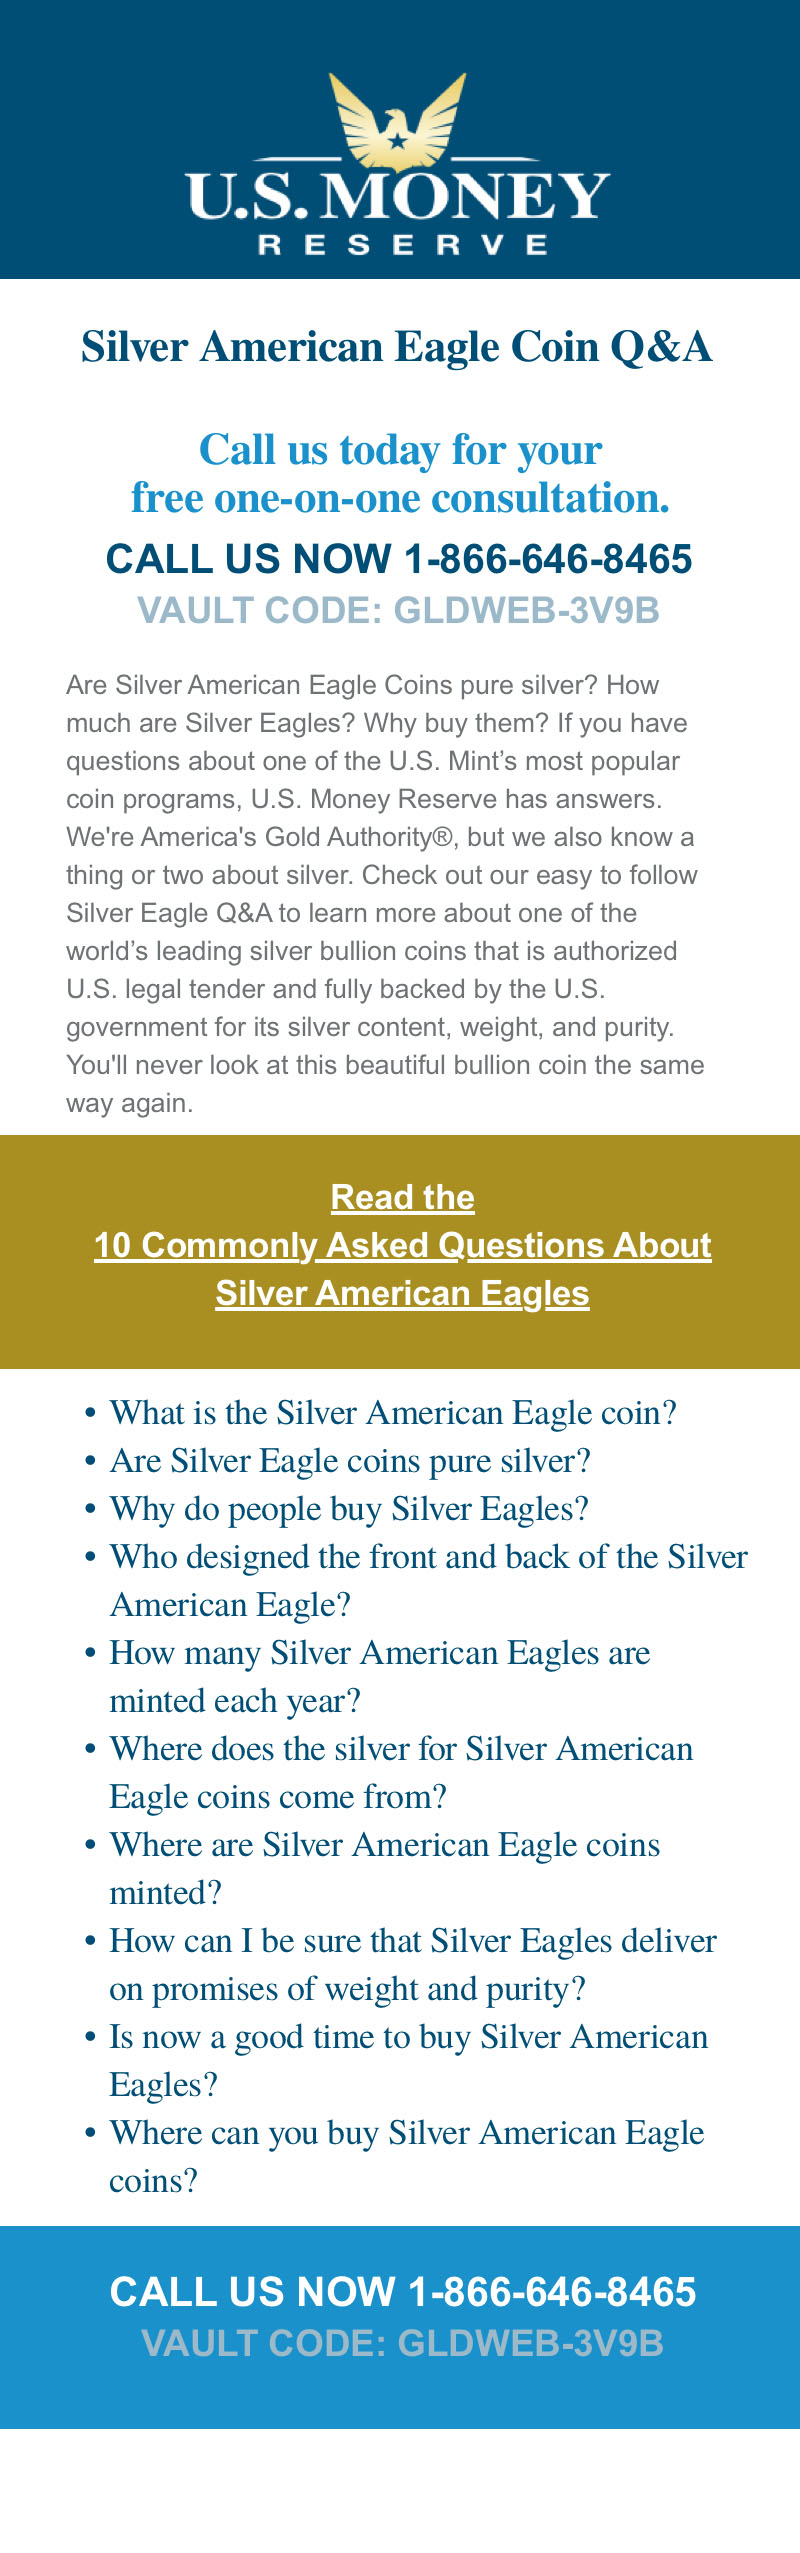 U.S. MONEY
RESERVE
Silver American Eagle Coin Q&A
Call us today for your
free one-on-one consultation.
CALL US NOW 1-866-646-8465
VAULT CODE: GLDWEB-3V9B
Are Silver American Eagle Coins pure silver? How
much are Silver Eagles? Why buy them? If you have
questions about one of the U.S. Mint’s most popular
coin programs, U.S. Money Reserve has answers.
We're America's Gold Authority®, but we also know a
thing or two about silver. Check out our easy to follow
Silver Eagle Q&A to learn more about one of the
world’s leading silver bullion coins that is authorized
U.S. legal tender and fully backed by the U.S.
government for its silver content, weight, and purity.
You'll never look at this beautiful bullion coin the same
way again.
Read the
10 Commonly Asked Questions About
Silver American Eagles
• What is the Silver American Eagle coin?
• Are Silver Eagle coins pure silver?
• Why do people buy Silver Eagles?
• Who designed the front and back of the Silver
American Eagle?
• How many Silver American Eagles are
minted each year?
• Where does the silver for Silver American
Eagle coins come from?
• Where are Silver American Eagle coins
minted?
• How can I be sure that Silver Eagles deliver
on promises of weight and purity?
• Is now a good time to buy Silver American
Eagles?
• Where can you buy Silver American Eagle
coins?
CALL US NOW 1-866-646-8465
VAULT CODE: GLDWEB-3V9B